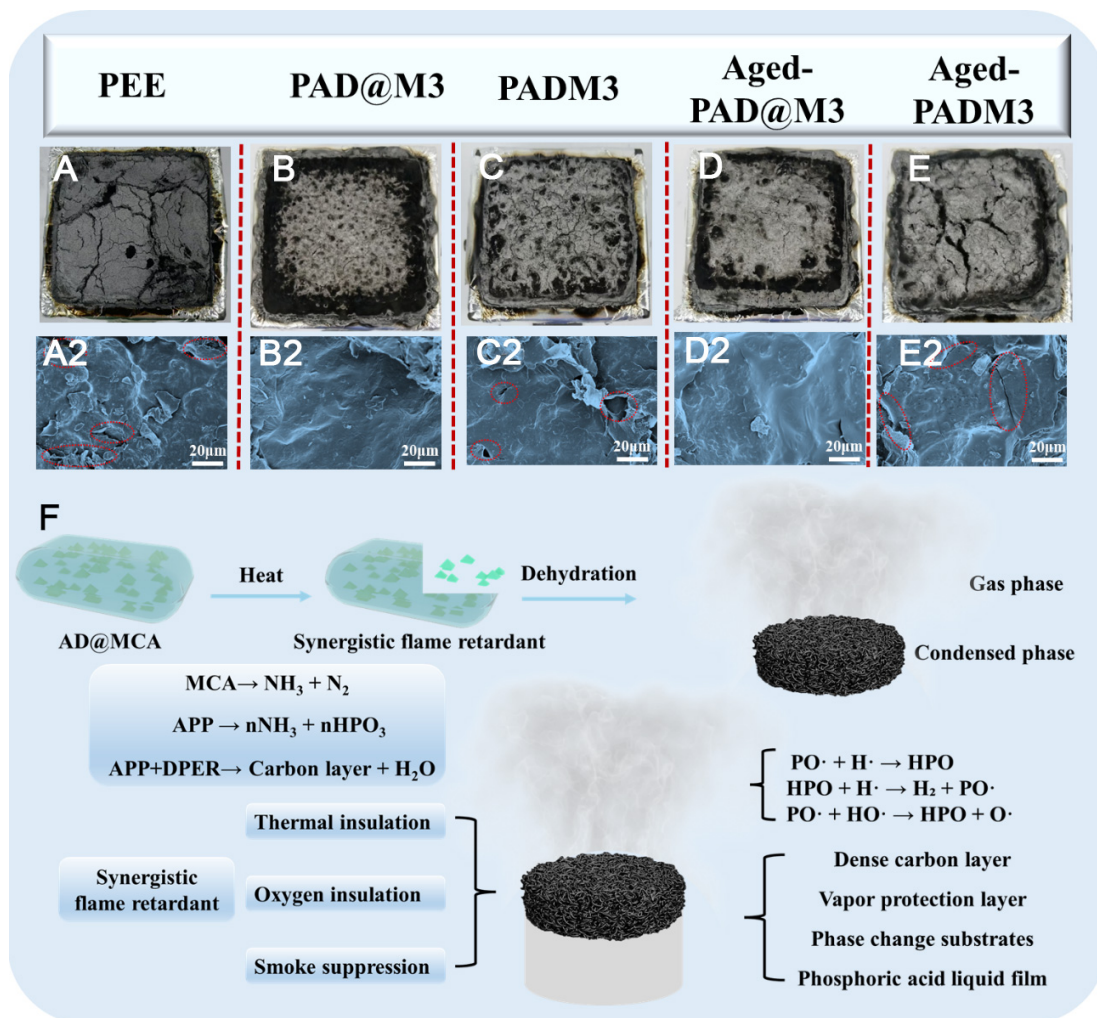 PEE
PAD@M3
PADM3
Aged-
PAD@M3
Aged-
PADM3
A
B
C
D
E
A2
B2
C2
D2
E2
20μm
20μm
20μm
20μm
20μm
F
Heat
Dehydration
AD@MCA
Synergistic flame retardant
Gas phase
Condensed phase
MCA→ NH₃ + N₂
APP → nNH₃ + nHPO₃
APP+DPER→ Carbon layer + H₂O
PO· + H· → HPO
HPO + H· → H₂ + PO·
PO· + HO· → HPO + O·
Synergistic
flame retardant
Thermal insulation
Oxygen insulation
Smoke suppression
Dense carbon layer
Vapor protection layer
Phase change substrates
Phosphoric acid liquid film